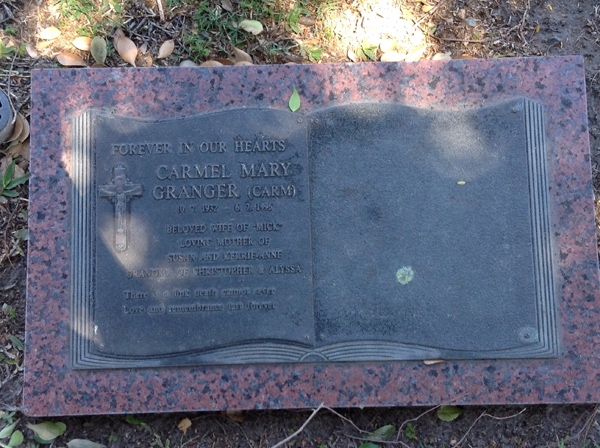 FOREVER IN OUR HEARTS
CARMEL MARY
GRANGER (CARM)
BELOVED WIFE OF "MICK"
LOVING MOTHER OF
SUSAN AND KERRIE-ANNE
GRANDMA OF CHRISTOPHER & ALYSSA
There is a link death cannot sever
Love and remembrance last forever